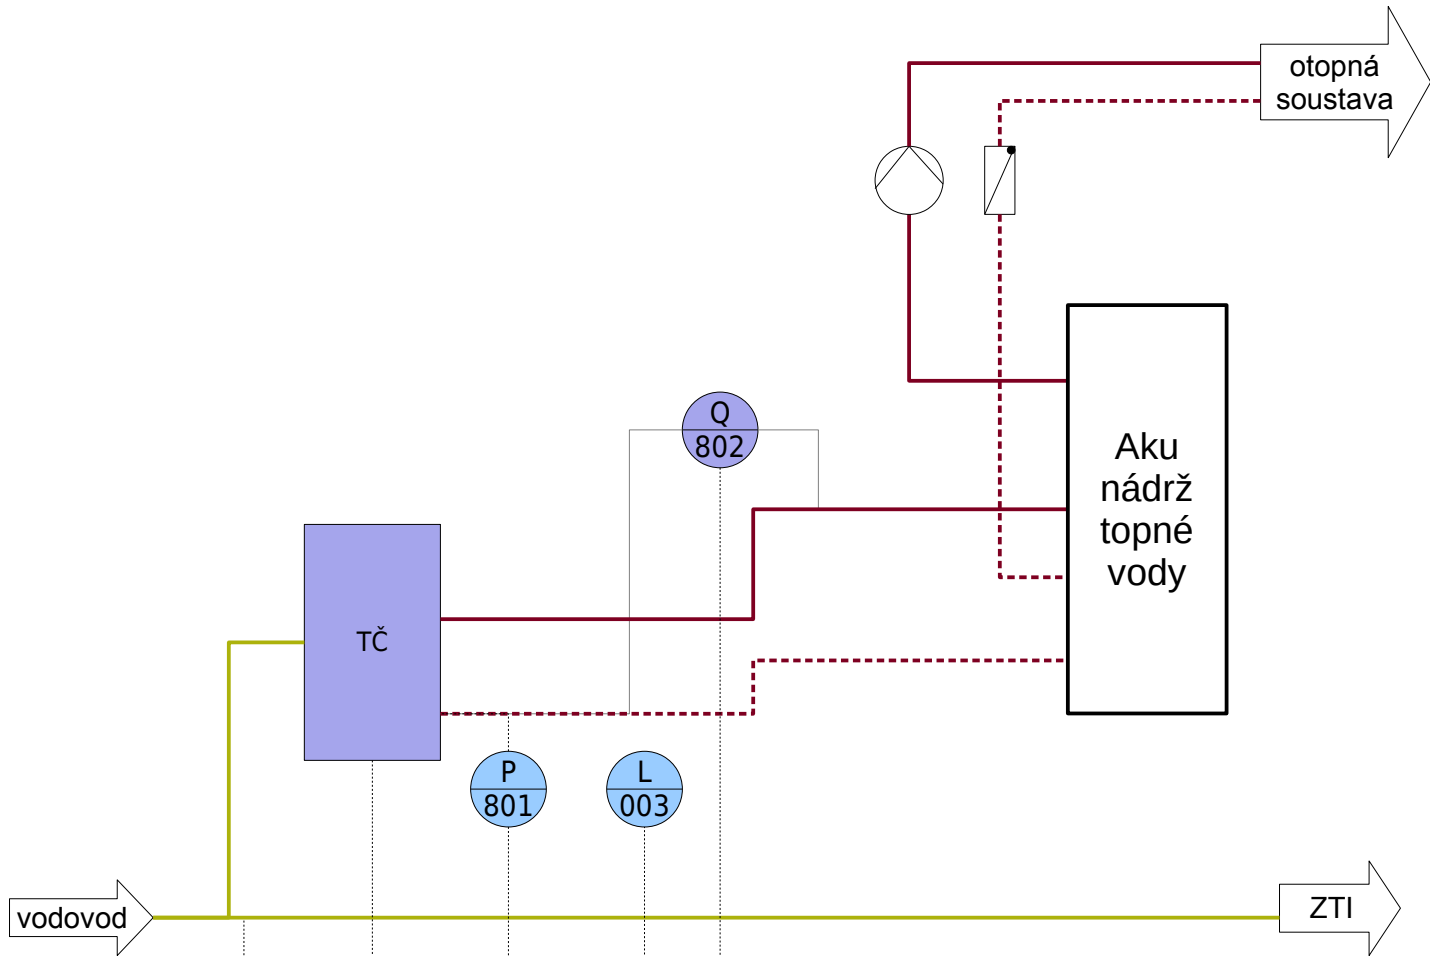 otopná
soustava
Q
802
Aku
nádrž
topné
vody
TČ
P
801
L
003
vodovod
ZTI